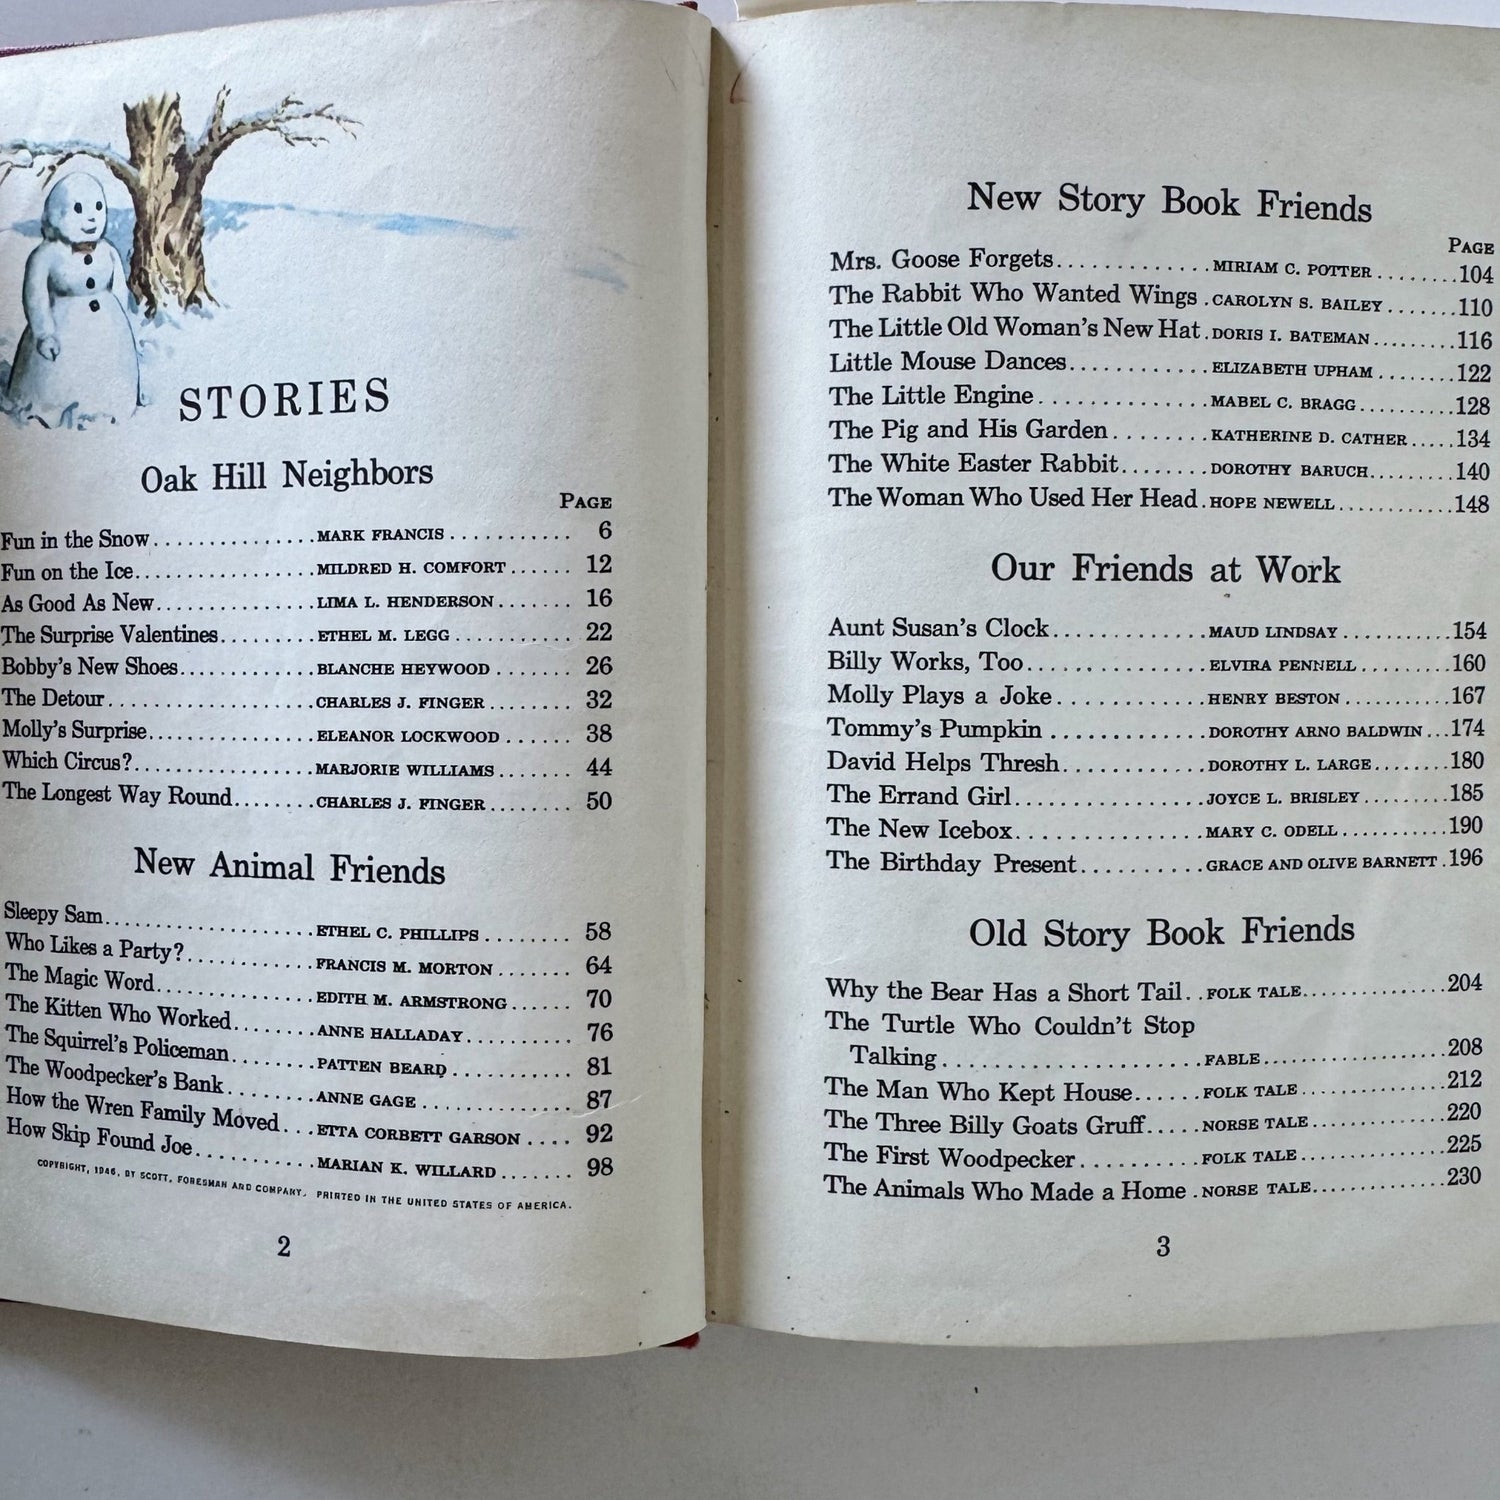 STORIES
Oak Hill Neighbors
PAGE
Fun in the Snow...............MARK FRANCIS........... 6
Fun on the Ice.................MILDRED H. COMFORT...... 12
As Good As New...............LIMA L. HENDERSON....... 16
The Surprise Valentines.........ETHEL M. LEGG........... 22
Bobby's New Shoes.............BLANCHE HEYWOOD....... 26
The Detour....................CHARLES J. FINGER........ 32
Molly's Surprise................ELEANOR LOCKWOOD...... 38
Which Circus?.................MARJORIE WILLIAMS....... 44
The Longest Way Round........CHARLES J. FINGER........ 50
New Animal Friends
Sleepy Sam....................ETHEL C. PHILLIPS........ 58
Who Likes a Party?............FRANCIS M. MORTON....... 64
The Magic Word...............EDITH M. ARMSTRONG...... 70
The Kitten Who Worked........ANNE HALLADAY.......... 76
The Squirrel's Policeman........PATTEN BEARD........... 81
The Woodpecker's Bank........ANNE GAGE.............. 87
How the Wren Family Moved...ETTA CORBETT GARSON.... 92
How Skip Found Joe...........MARIAN K. WILLARD....... 98
COPYRIGHT, 1946, BY SCOTT, FORESMAN AND COMPANY. PRINTED IN THE UNITED STATES OF AMERICA.
2
New Story Book Friends
PAGE
Mrs. Goose Forgets.............MIRIAM C. POTTER........104
The Rabbit Who Wanted Wings.CAROLYN S. BAILEY.......110
The Little Old Woman's New Hat.DORIS I. BATEMAN.........116
Little Mouse Dances............ELIZABETH UPHAM........122
The Little Engine...............MABEL C. BRAGG..........128
The Pig and His Garden........KATHERINE D. CATHER.....134
The White Easter Rabbit........DOROTHY BARUCH.........140
The Woman Who Used Her Head.HOPE NEWELL............148
Our Friends at Work
Aunt Susan's Clock.............MAUD LINDSAY...........154
Billy Works, Too...............ELVIRA PENNELL.........160
Molly Plays a Joke.............HENRY BESTON...........167
Tommy's Pumpkin.............DOROTHY ARNO BALDWIN...174
David Helps Thresh............DOROTHY L. LARGE........180
The Errand Girl................JOYCE L. BRISLEY.........185
The New Icebox................MARY C. ODELL...........190
The Birthday Present..........GRACE AND OLIVE BARNETT.196
Old Story Book Friends
Why the Bear Has a Short Tail..FOLK TALE..............204
The Turtle Who Couldn't Stop
Talking.......................FABLE..................208
The Man Who Kept House......FOLK TALE..............212
The Three Billy Goats Gruff.....NORSE TALE.............220
The First Woodpecker..........FOLK TALE..............225
The Animals Who Made a Home.NORSE TALE.............230
3